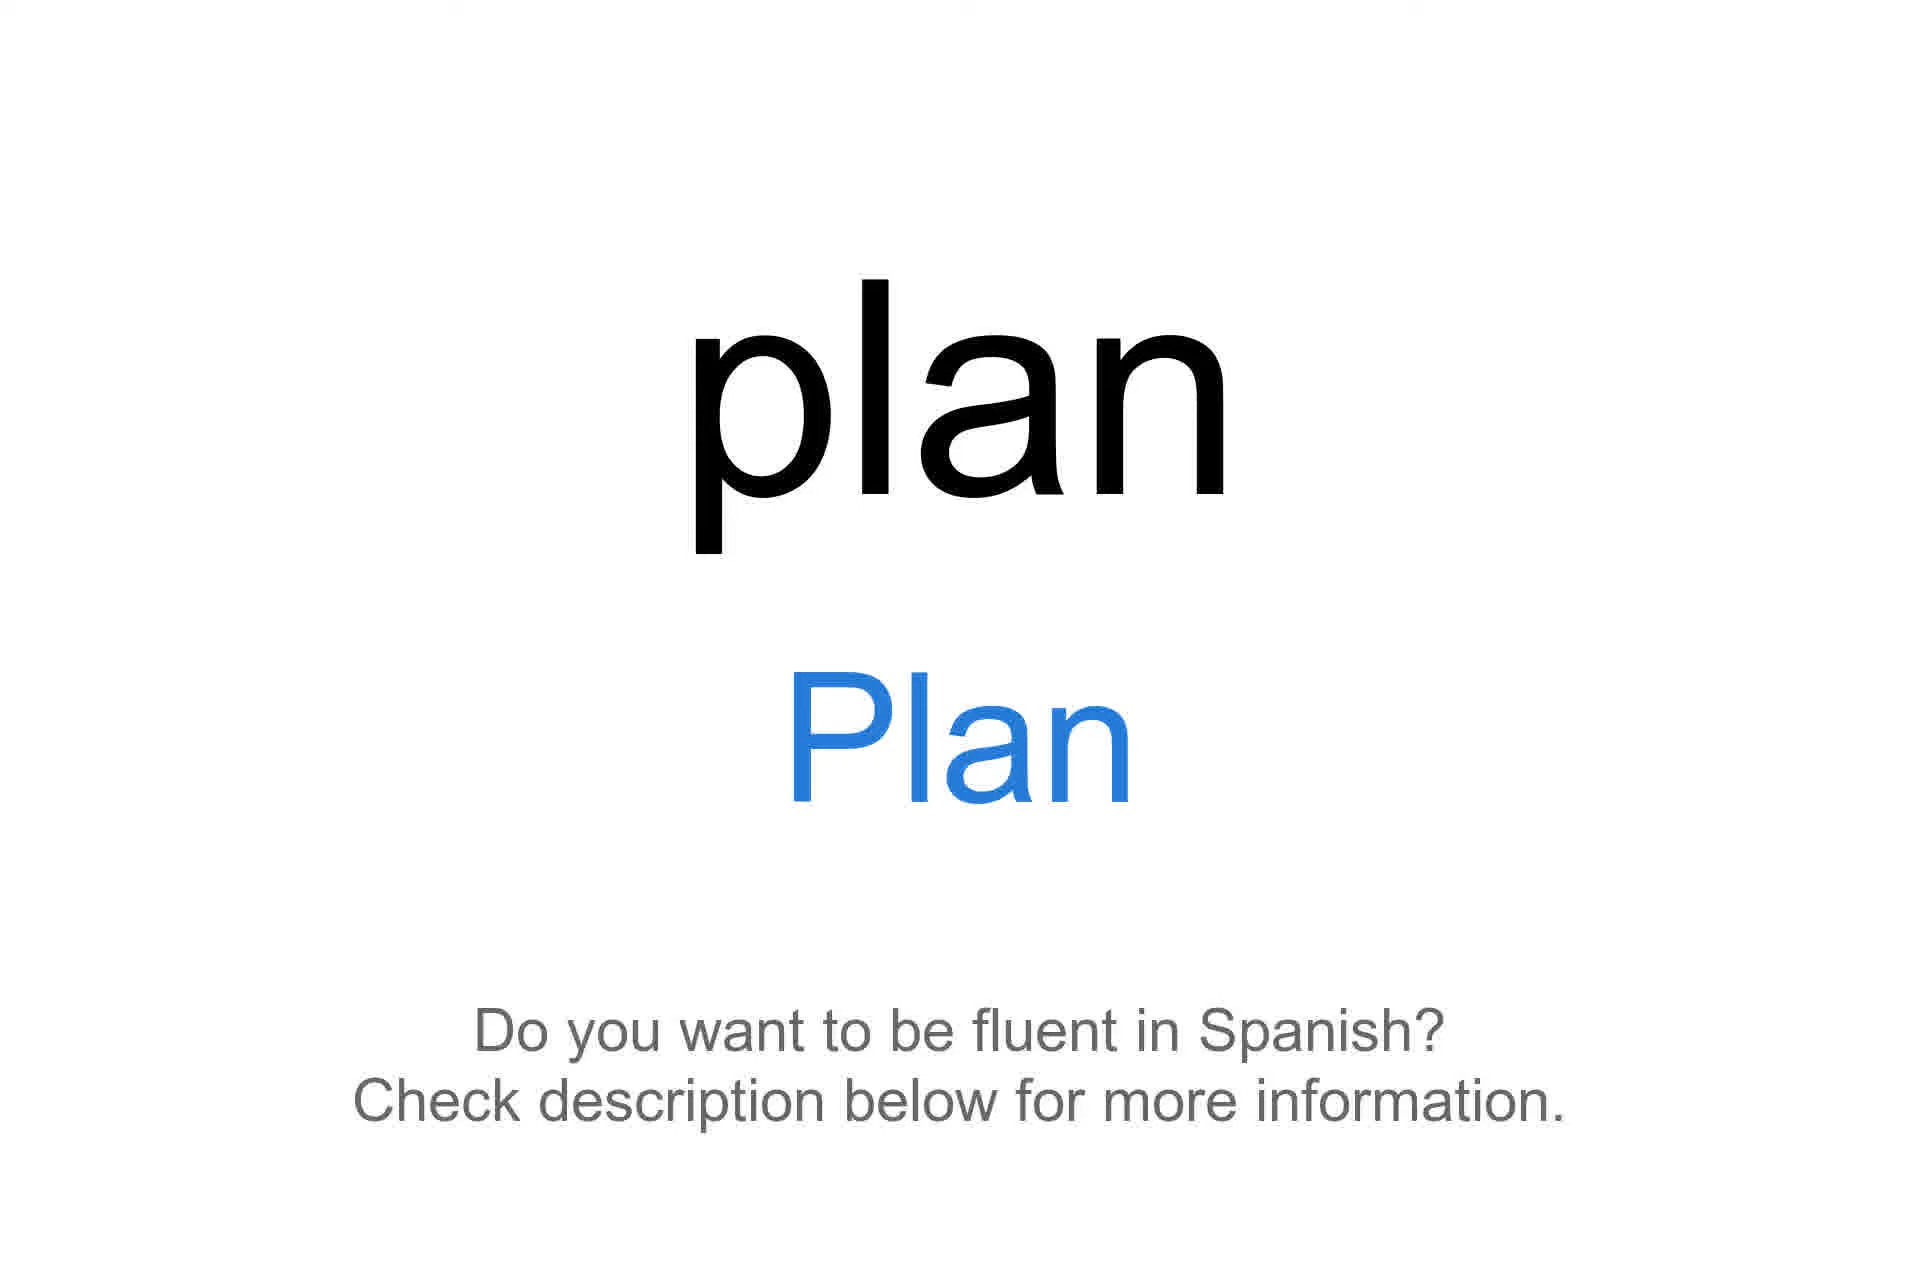 plan
Plan
Do you want to be fluent in Spanish?
Check description below for more information.